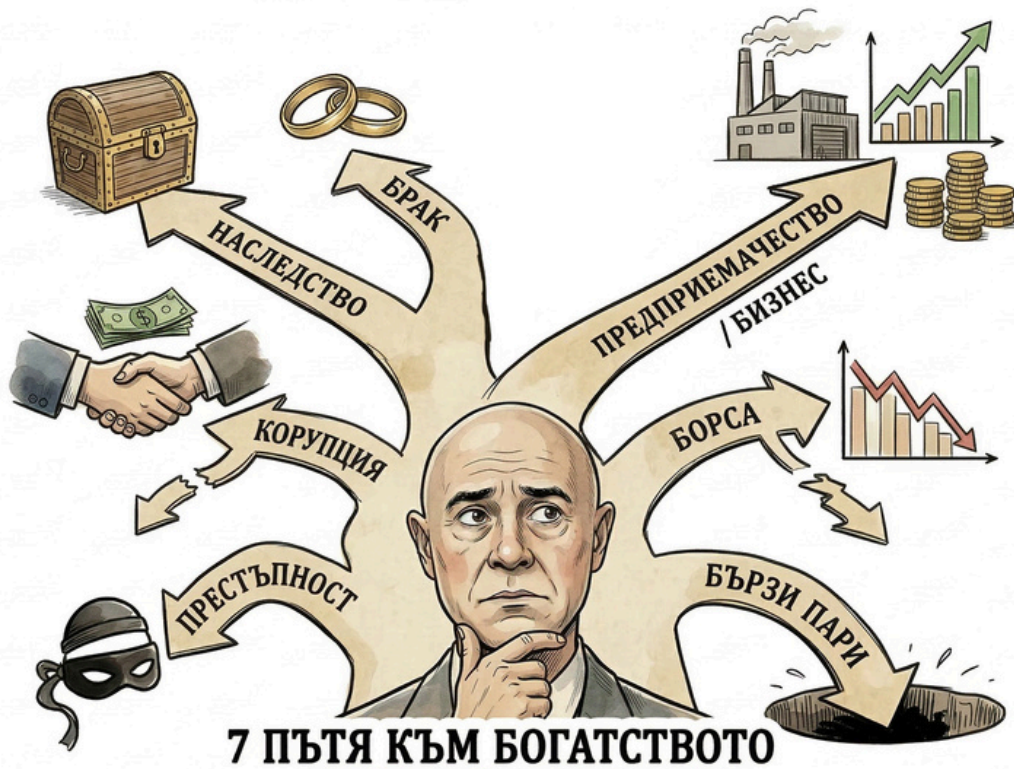 БРАК
НАСЛЕДСТВО
ПРЕДПРИЕМАЧЕСТВО
/ БИЗНЕС
$
КОРУПЦИЯ
БОРСА
ПРЕСТЪПНОСТ
БЪРЗИ ПАРИ
7 ПЪТЯ КЪМ БОГАТСТВОТО